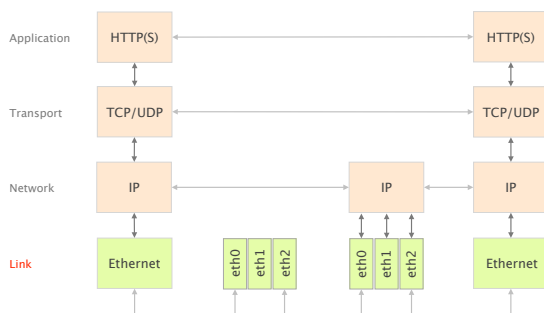 Application HTTP(S) HTTP(S)
Transport TCP/UDP TCP/UDP
Network IP IP IP
Link Ethernet eth0 eth1 eth2 eth0 eth1 eth2 Ethernet